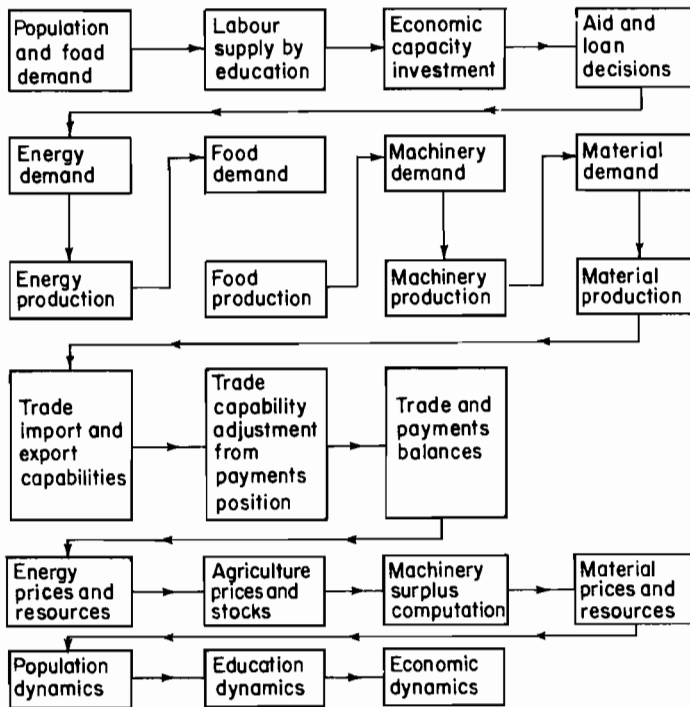 Population
and foad
demand
Labour
supply by
education
Economic
capacity
investment
Aid and
loan
decisions
Energy
demand
Food
demand
Machinery
demand
Material
demand
Energy
production
Food
production
Machinery
production
Material
production
Trade
import and
export
capabilities
Trade
capability
adjustment
from
payments
position
Trade and
payments
balances
Energy
prices and
resources
Agriculture
prices and
stocks
Machinery
surplus
computation
Material
prices and
resources
Population
dynamics
Education
dynamics
Economic
dynamics